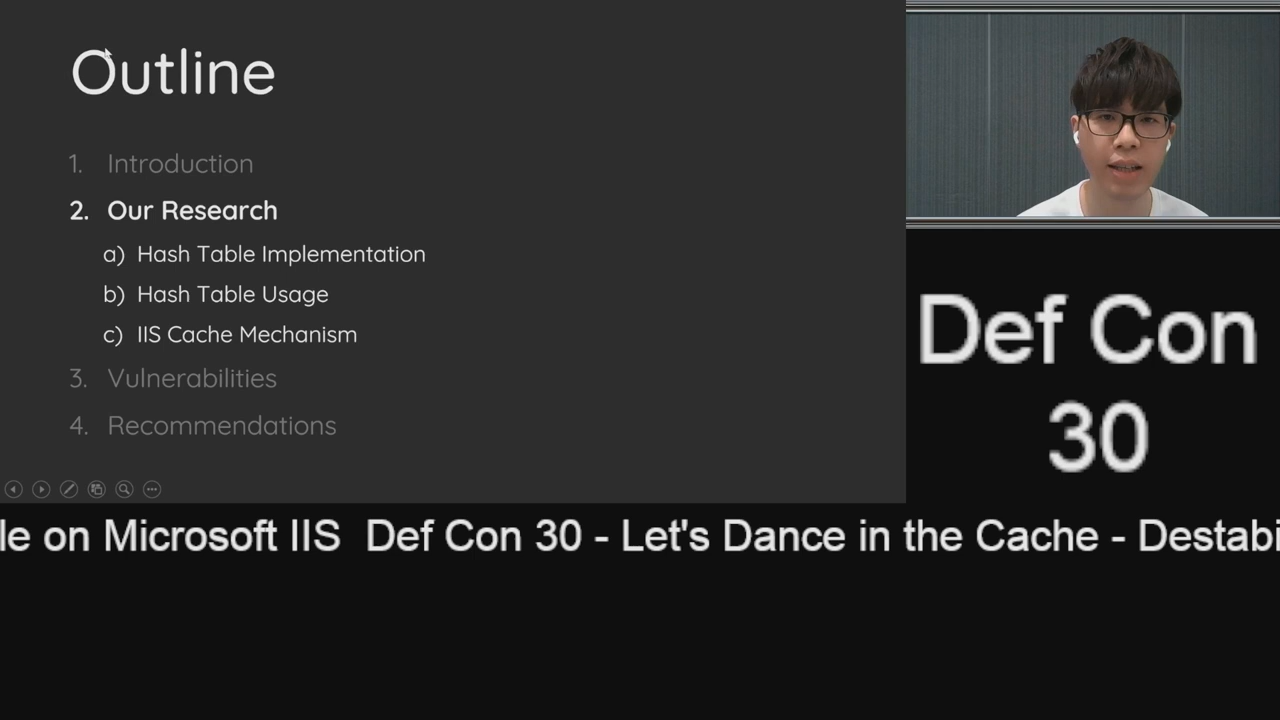 Outline
1. Introduction
2. Our Research
a) Hash Table Implementation
b) Hash Table Usage
c) IIS Cache Mechanism
3. Vulnerabilities
4. Recommendations
Def Con
30
le on Microsoft IIS Def Con 30 - Let's Dance in the Cache - Destabi